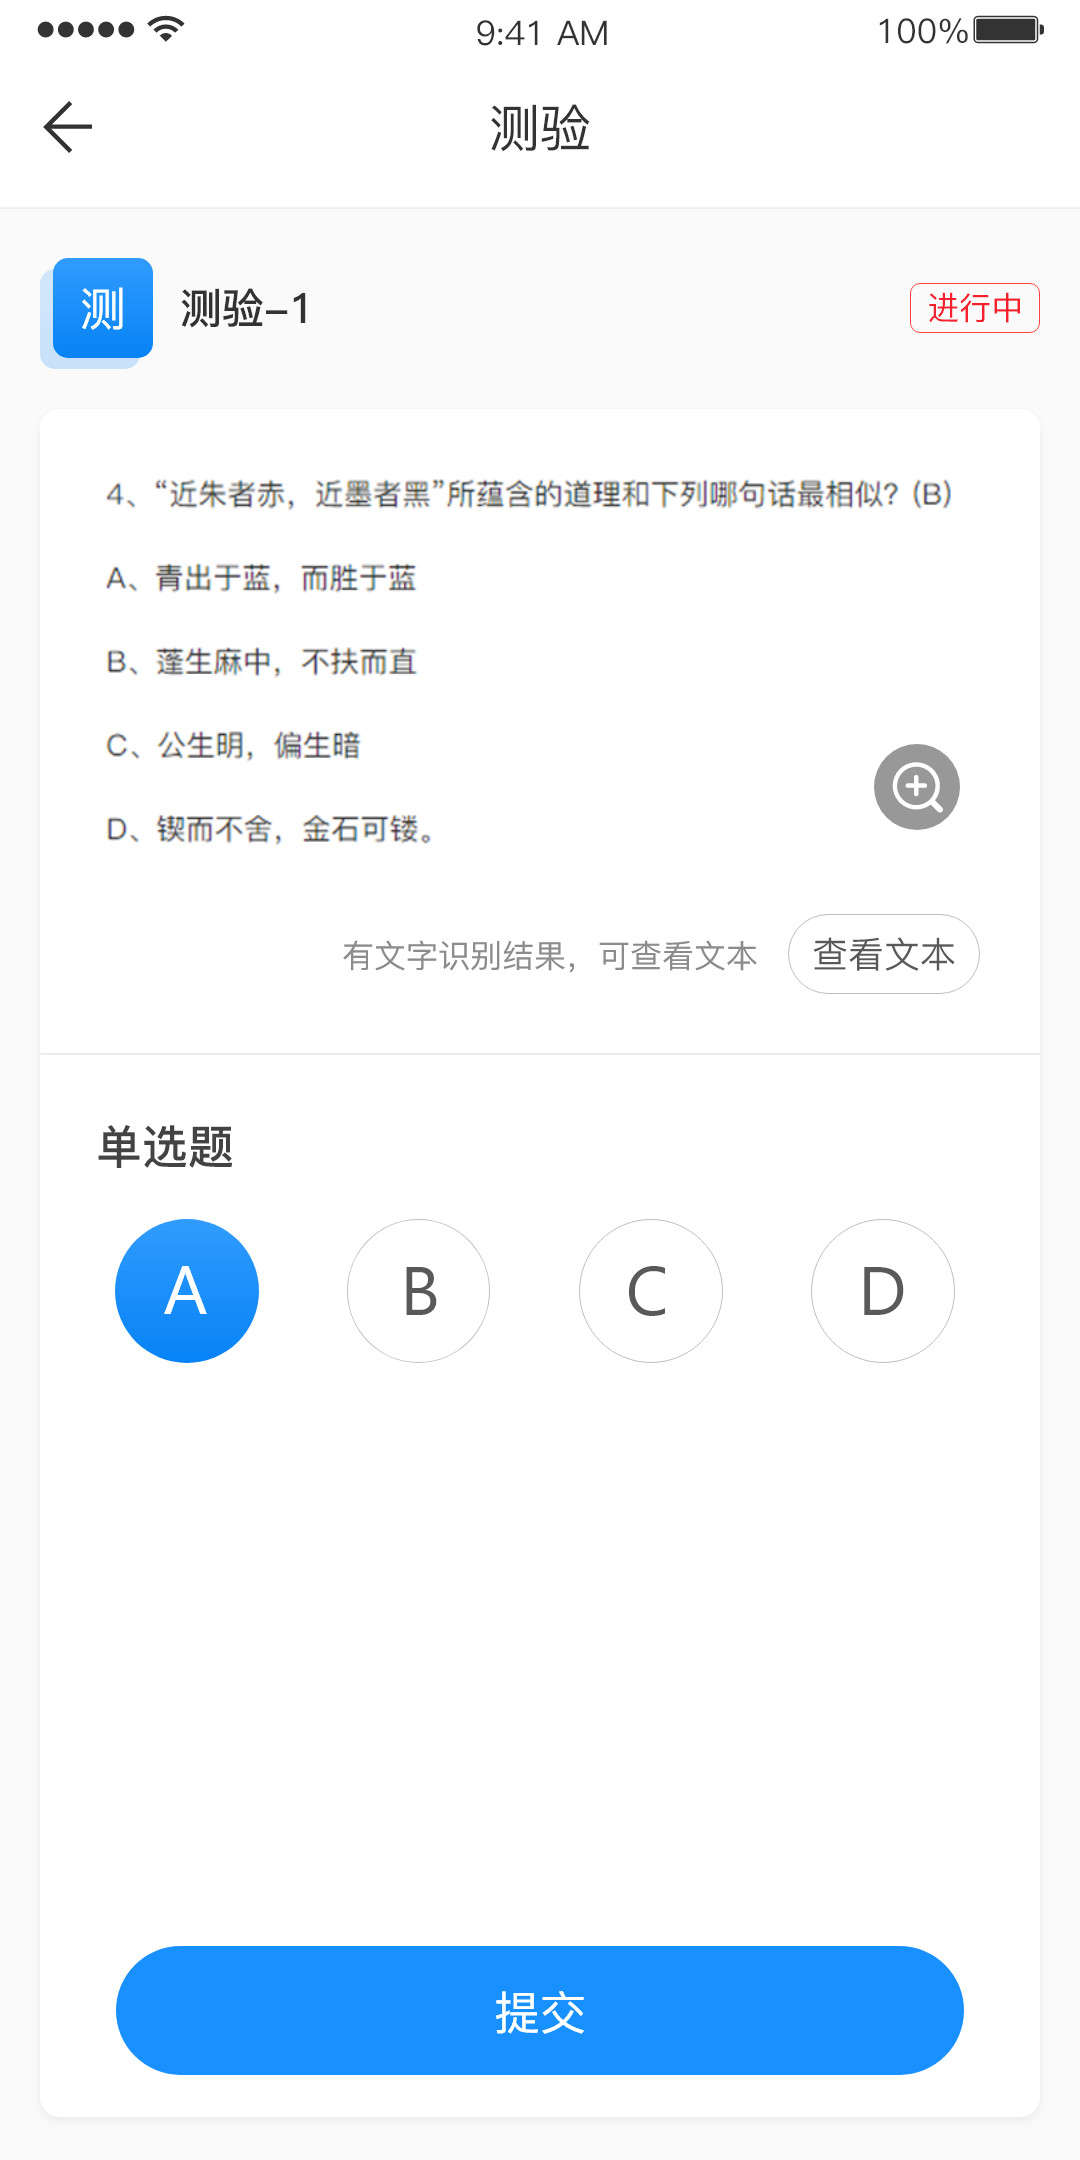 9:41 AM
100%
测验
测
测验-1
进行中
4、“近朱者赤，近墨者黑”所蕴含的道理和下列哪句话最相似？(B)
A、青出于蓝，而胜于蓝
B、蓬生麻中，不扶而直
C、公生明，偏生暗
D、锲而不舍，金石可镂。
有文字识别结果，可查看文本
查看文本
单选题
A
B
C
D
提交